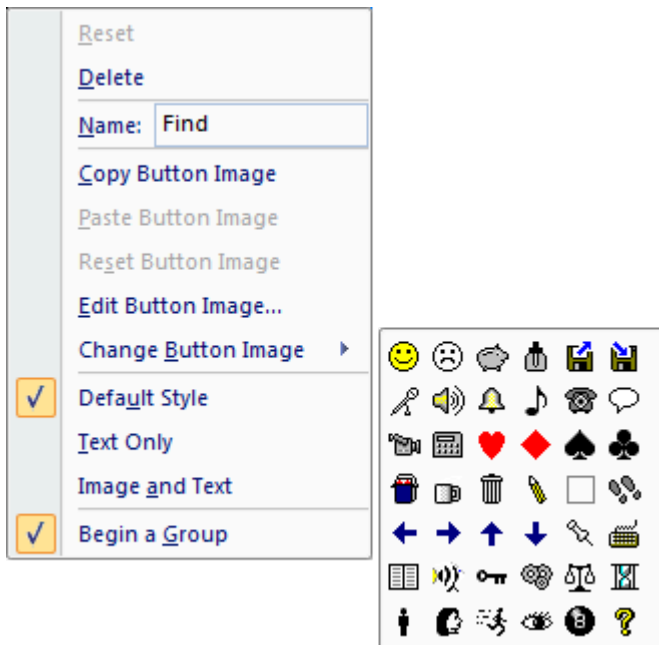 Reset
Delete
Name: Find
Copy Button Image
Paste Button Image
Reset Button Image
Edit Button Image...
Change Button Image
Default Style
Text Only
Image and Text
Begin a Group
8
?